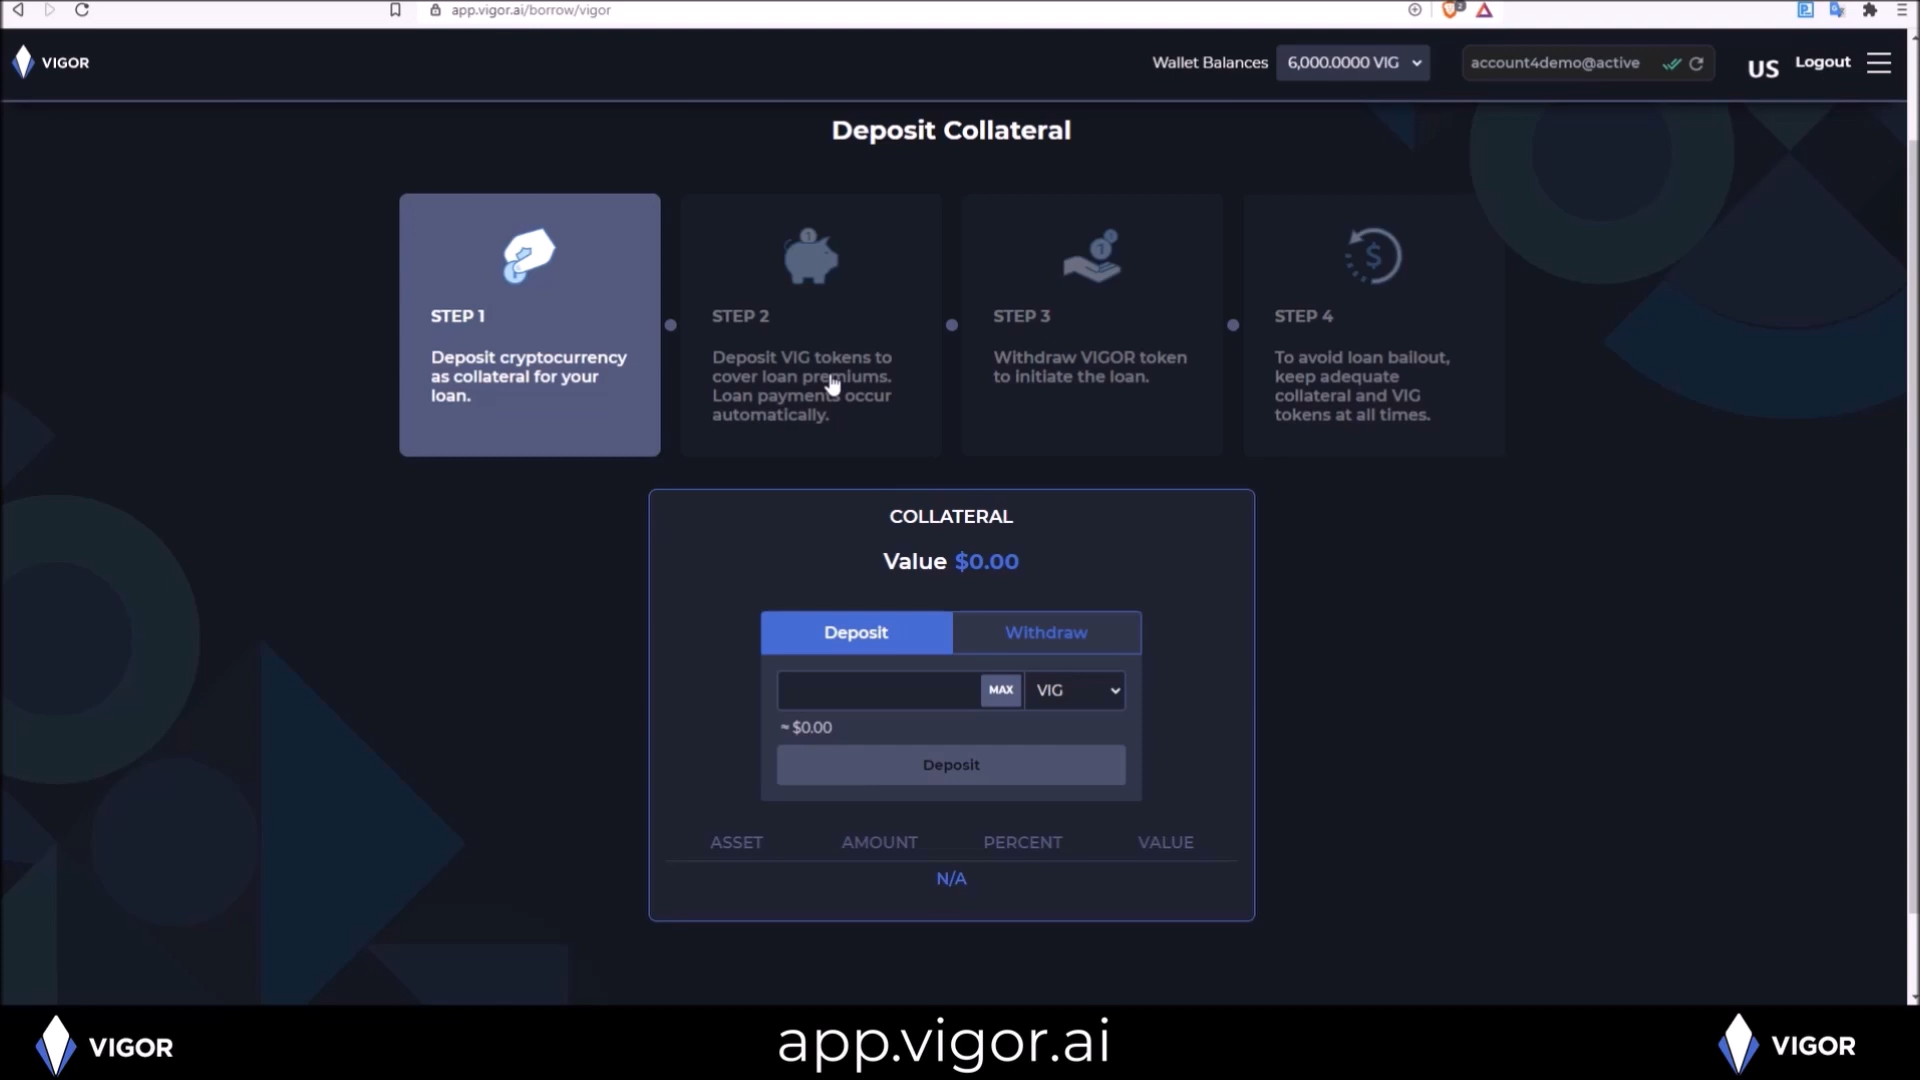 app.vigor.ai/borrow/vigor
VIGOR
Wallet Balances
6,000.0000 VIG
account4demo@active
US
Logout
Deposit Collateral
STEP 1
Deposit cryptocurrency
as collateral for your
loan.
STEP 2
Deposit VIG tokens to
cover loan premiums.
Loan payments occur
automatically.
STEP 3
Withdraw VIGOR token
to initiate the loan.
STEP 4
To avoid loan bailout,
keep adequate
collateral and VIG
tokens at all times.
COLLATERAL
Value $0.00
Deposit
Withdraw
MAX
VIG
≈ $0.00
Deposit
ASSET AMOUNT PERCENT VALUE
N/A
VIGOR
app.vigor.ai
VIGOR